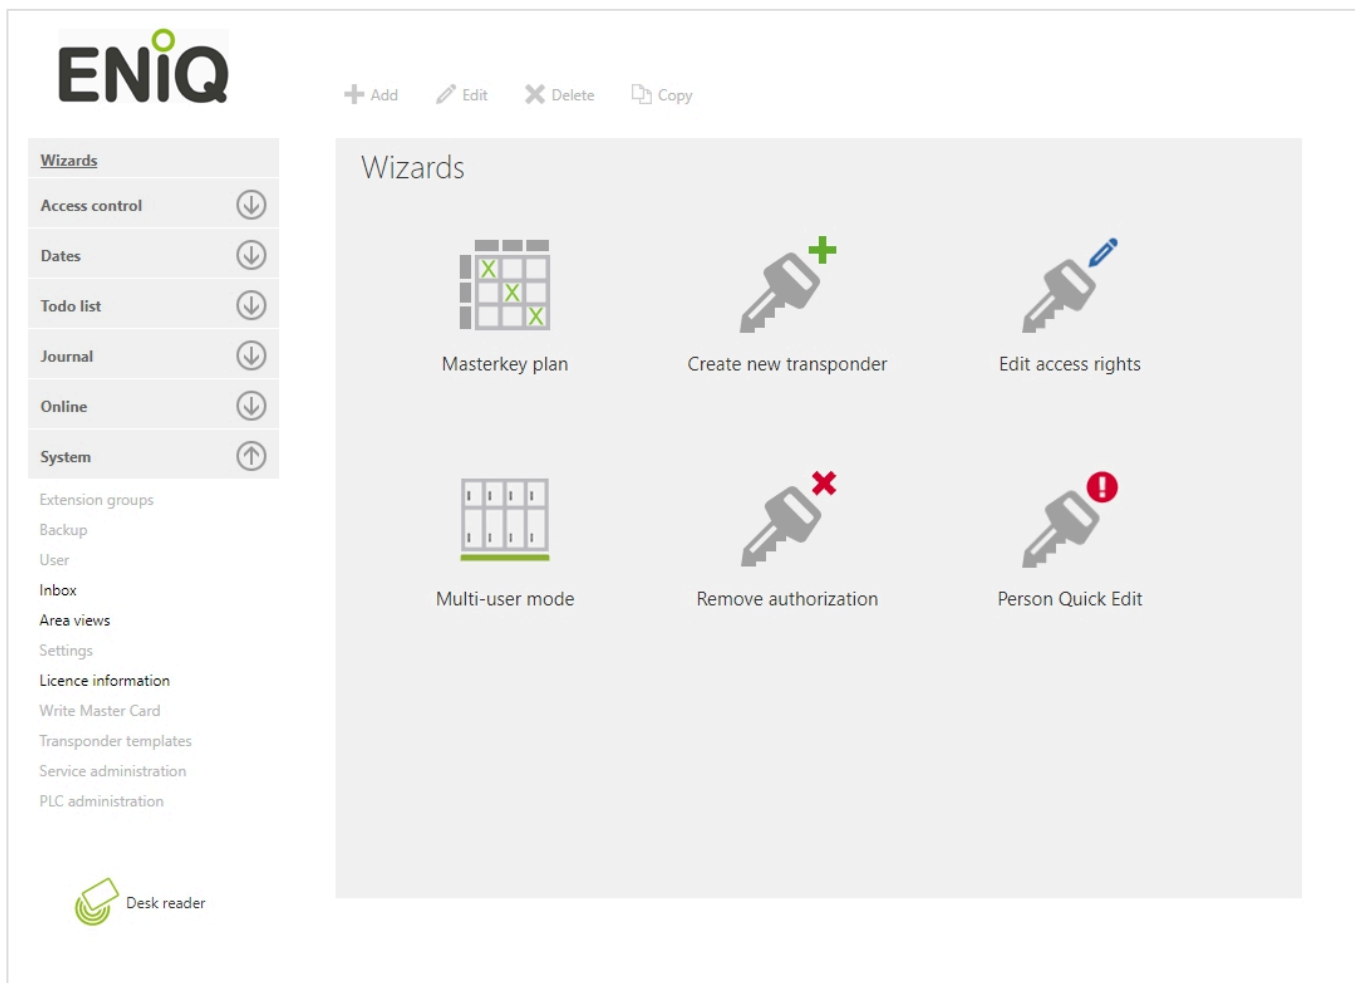 ENiQ
Add Edit Delete Copy
Wizards
Access control
Dates
Todo list
Journal
Online
System
Extension groups
Backup
User
Inbox
Area views
Settings
Licence information
Write Master Card
Transponder templates
Service administration
PLC administration
Desk reader
Wizards
Masterkey plan
Create new transponder
Edit access rights
Multi-user mode
Remove authorization
Person Quick Edit